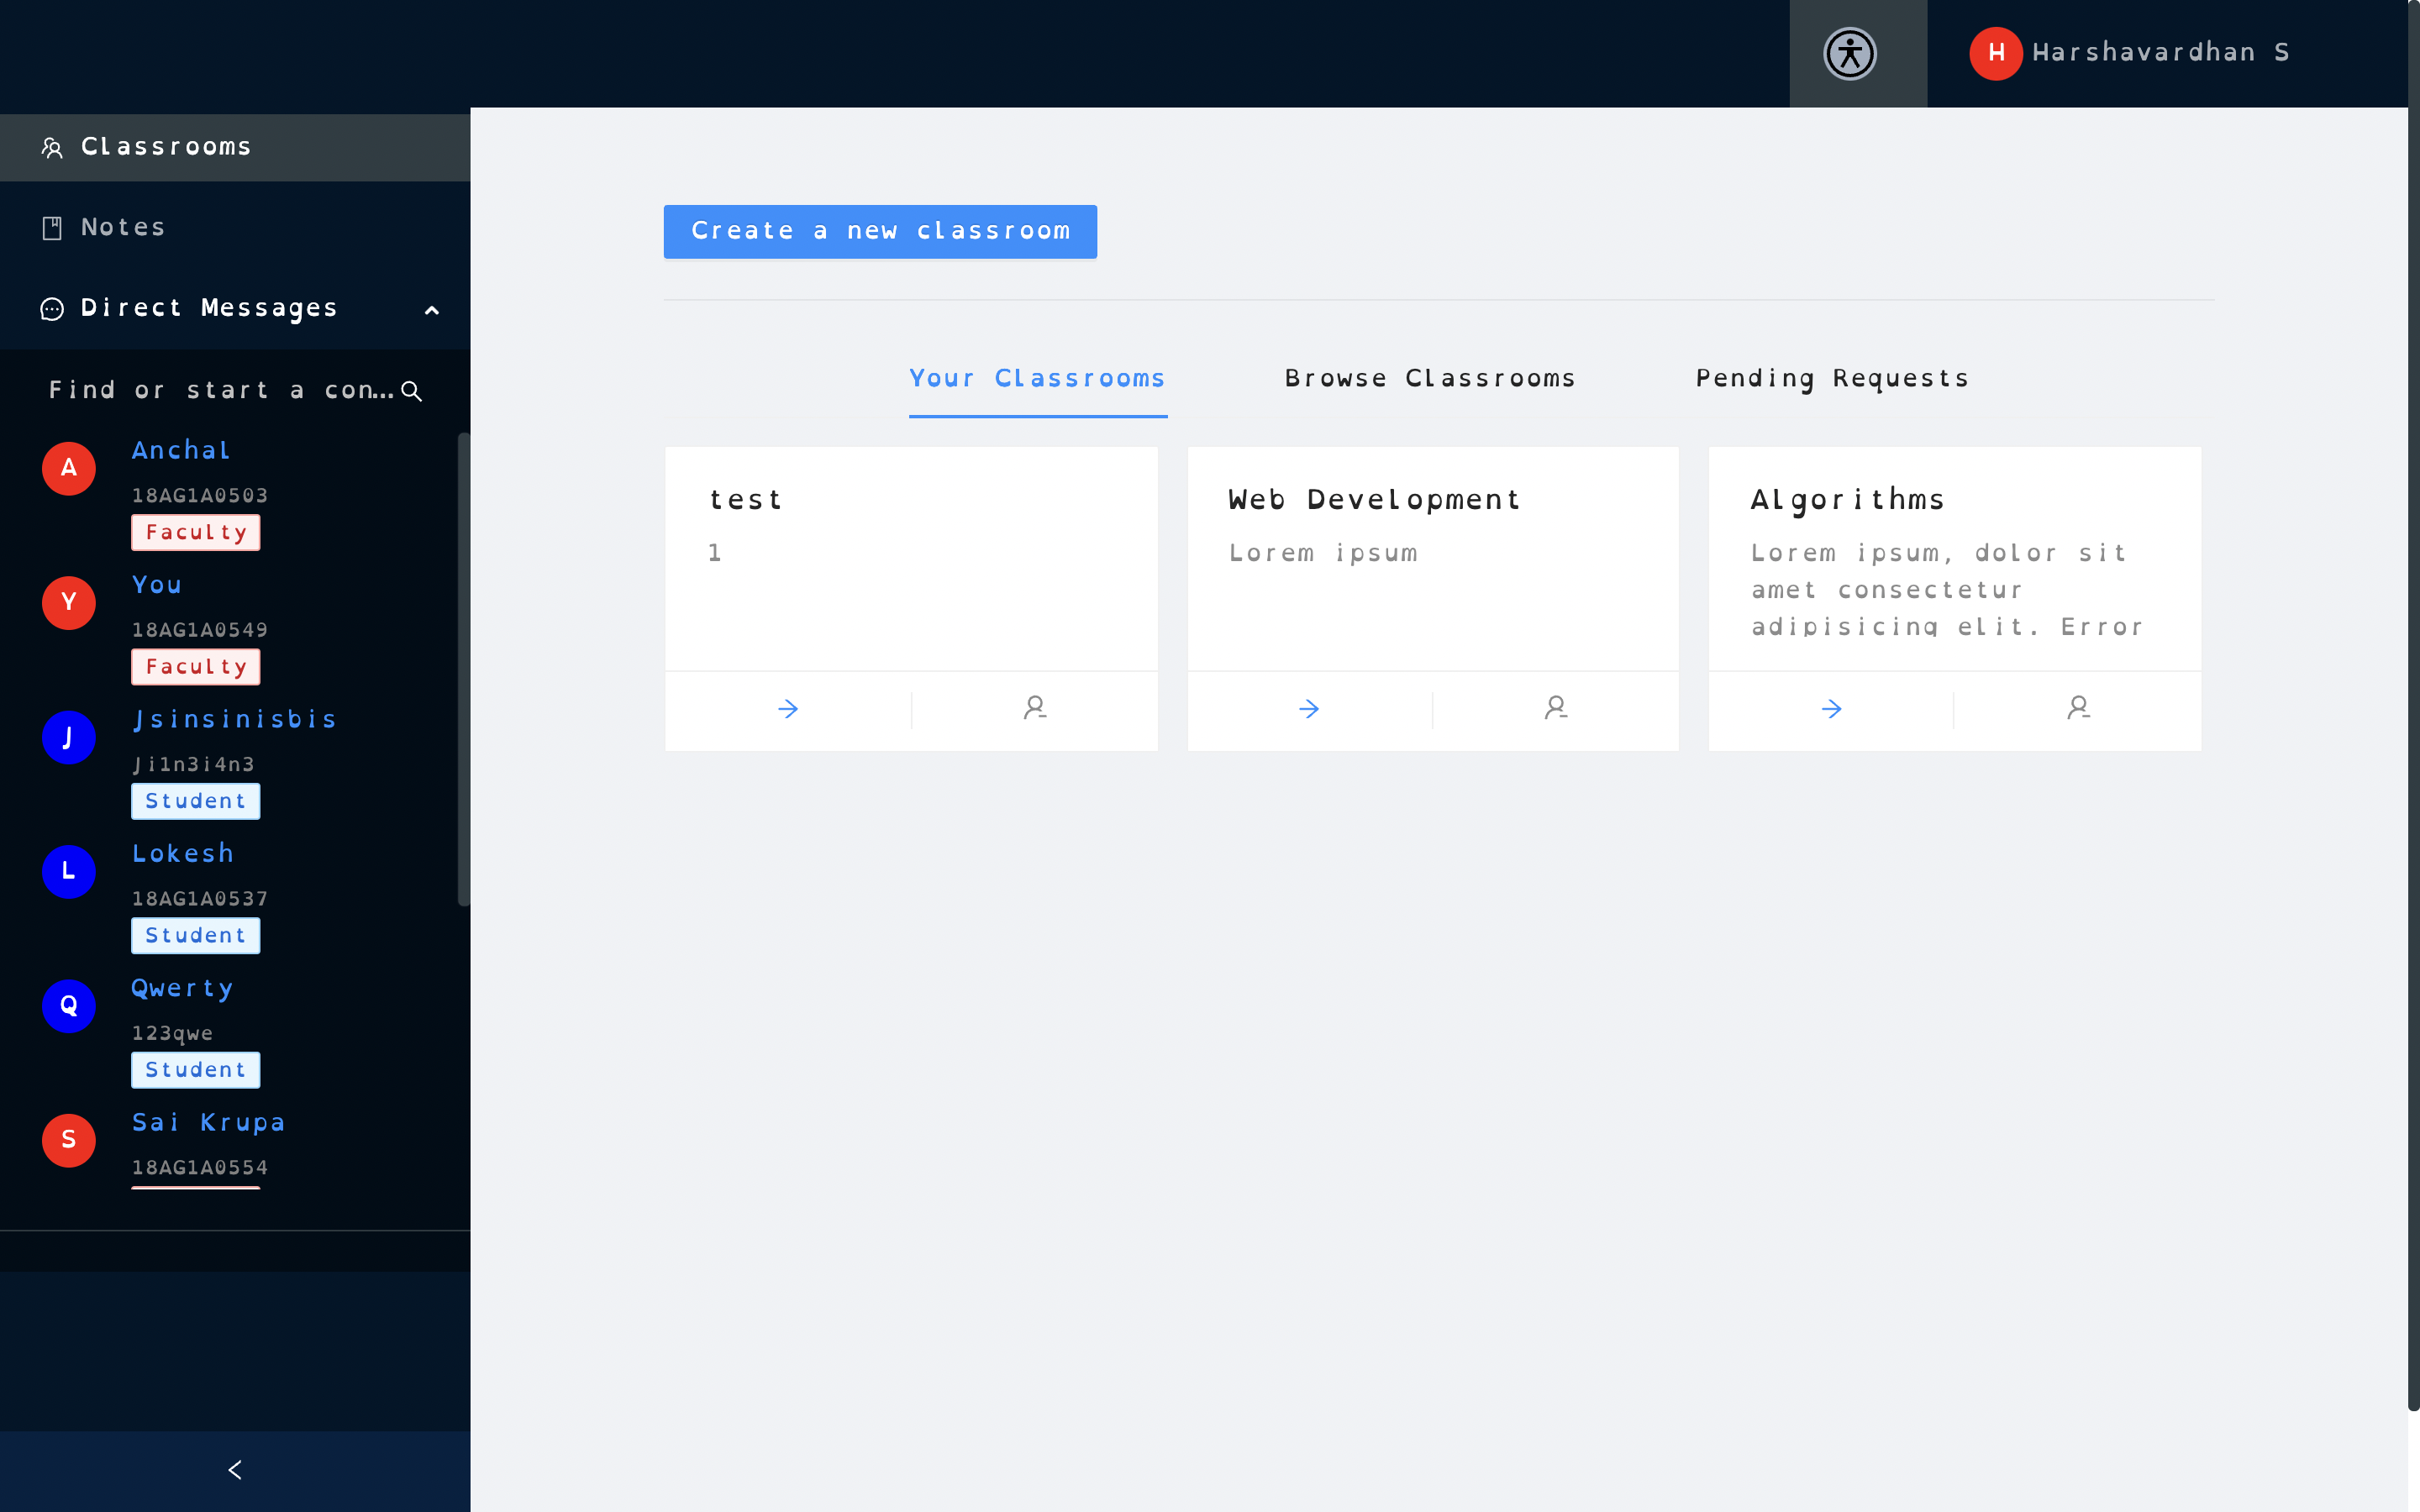 H Harshavardhan S
Classrooms
Notes
Direct Messages
Find or start a con...
A Anchal
18AG1A0503
Faculty
Y You
18AG1A0549
Faculty
J Jsinsinisbis
Ji1n3i4n3
Student
L Lokesh
18AG1A0537
Student
Q Qwerty
123qwe
Student
S Sai Krupa
18AG1A0554
Create a new classroom
Your Classrooms Browse Classrooms Pending Requests
test
1
Web Development
Lorem ipsum
Algorithms
Lorem ipsum, dolor sit
amet consectetur
adipisicing elit. Error